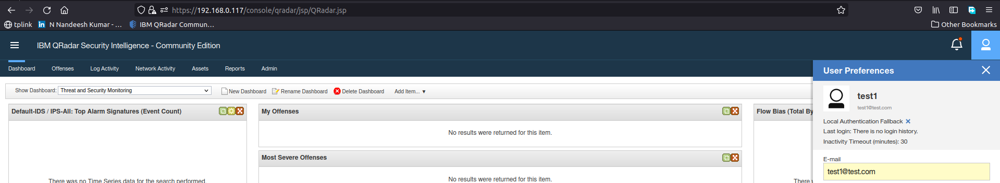 https://192.168.0.117/console/qradar/jsp/QRadar.jsp
tplink N Nandeesh Kumar - ... IBM QRadar Commun... Other Bookmarks
IBM QRadar Security Intelligence - Community Edition
Dashboard Offenses Log Activity Network Activity Assets Reports Admin
User Preferences
Show Dashboard: Threat and Security Monitoring New Dashboard Rename Dashboard Delete Dashboard Add Item... ▼
test1
test1@test.com
Default-IDS / IPS-All: Top Alarm Signatures (Event Count)
My Offenses
Flow Bias (Total By
Local Authentication Fallback
Last login: There is no login history.
Inactivity Timeout (minutes): 30
No results were returned for this item.
Most Severe Offenses
E-mail
test1@test.com
There was no Time Series data for the search performed.
No results were returned for this item.
There